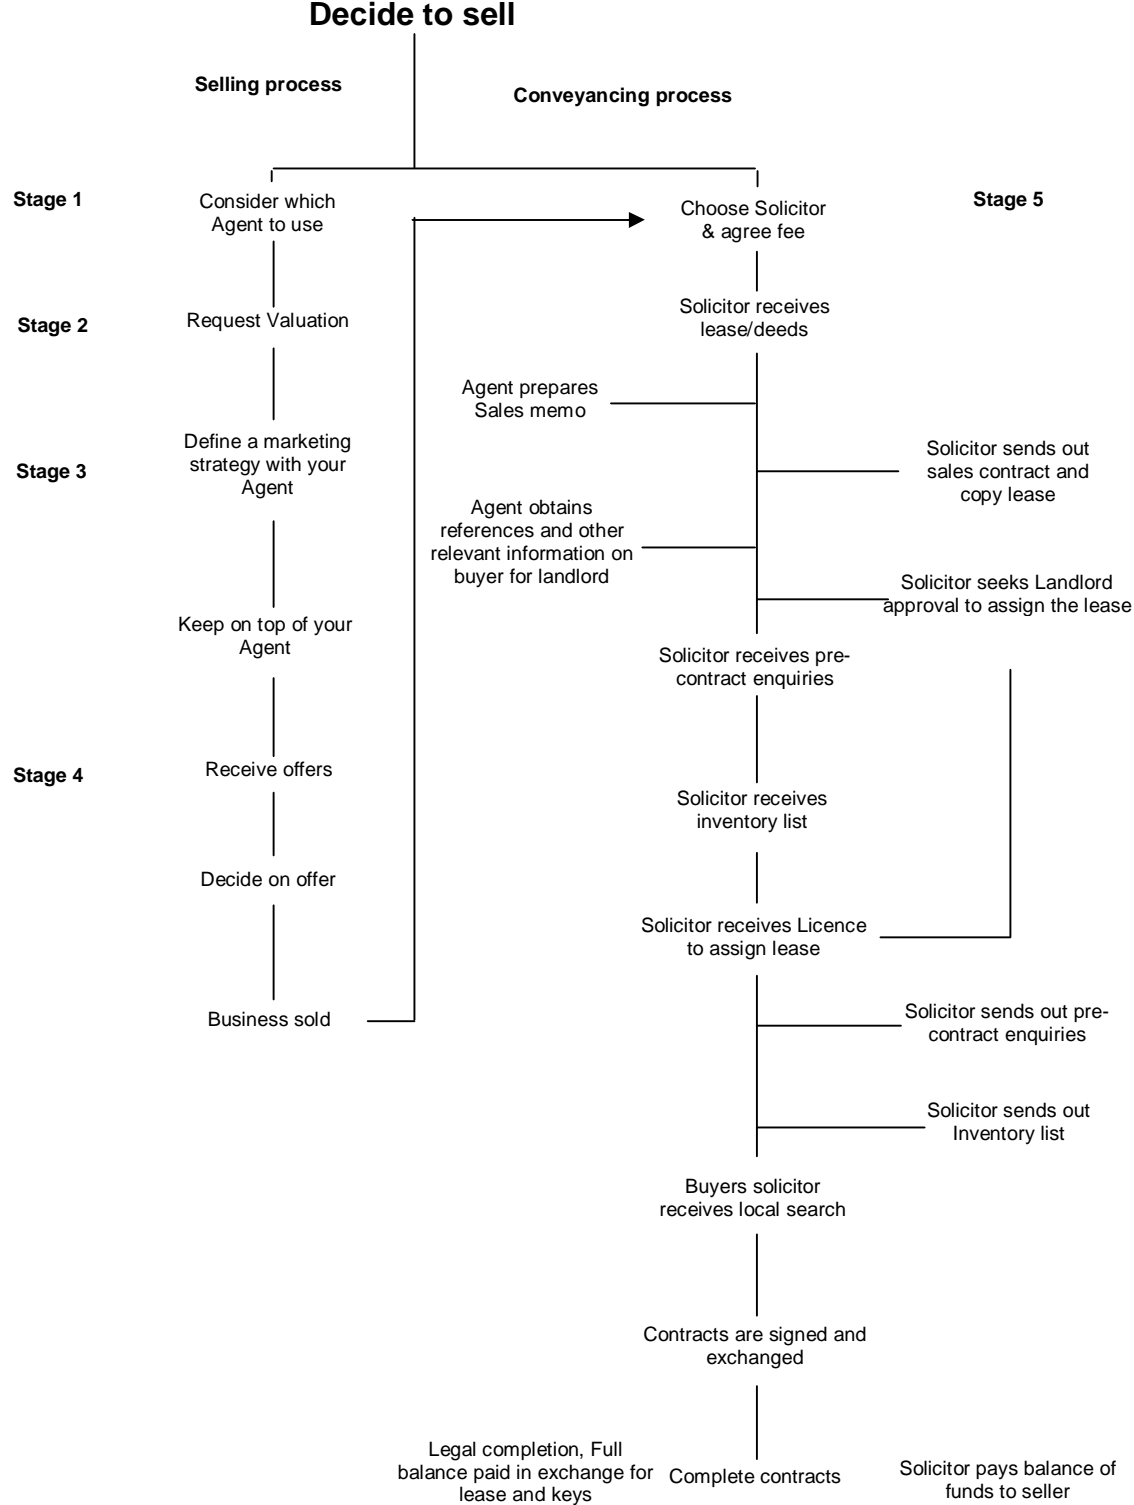 Decide to sell
Selling process
Conveyancing process
Stage 1
Consider which
Agent to use
Choose Solicitor
& agree fee
Stage 5
Stage 2
Request Valuation
Solicitor receives
lease/deeds
Agent prepares
Sales memo
Stage 3
Define a marketing
strategy with your
Agent
Solicitor sends out
sales contract and
copy lease
Agent obtains
references and other
relevant information on
buyer for landlord
Solicitor seeks Landlord
approval to assign the lease
Keep on top of your
Agent
Solicitor receives pre-
contract enquiries
Stage 4
Receive offers
Solicitor receives
inventory list
Decide on offer
Solicitor receives Licence
to assign lease
Business sold
Solicitor sends out pre-
contract enquiries
Solicitor sends out
Inventory list
Buyers solicitor
receives local search
Contracts are signed and
exchanged
Legal completion, Full
balance paid in exchange for
lease and keys
Complete contracts
Solicitor pays balance of
funds to seller